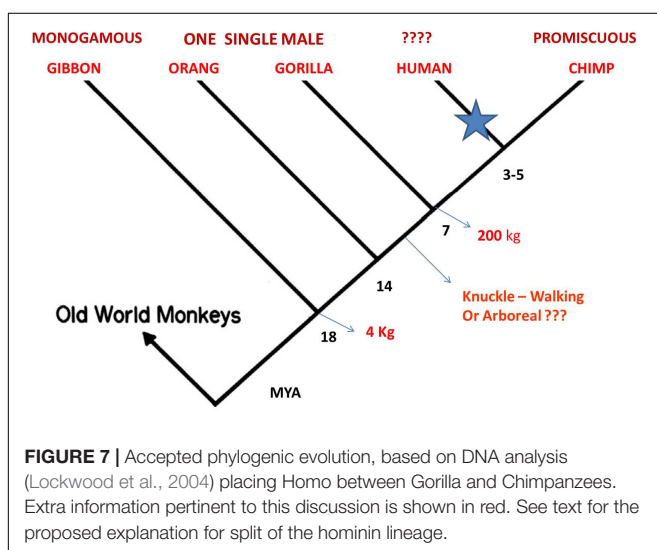 MONOGAMOUS ONE SINGLE MALE ???? PROMISCUOUS
GIBBON ORANG GORILLA HUMAN CHIMP
3-5
7
200 kg
14
Knuckle – Walking
Or Arboreal ???
Old World Monkeys
18
4 Kg
MYA
FIGURE 7 | Accepted phylogenic evolution, based on DNA analysis
(Lockwood et al., 2004) placing Homo between Gorilla and Chimpanzees.
Extra information pertinent to this discussion is shown in red. See text for the
proposed explanation for split of the hominin lineage.